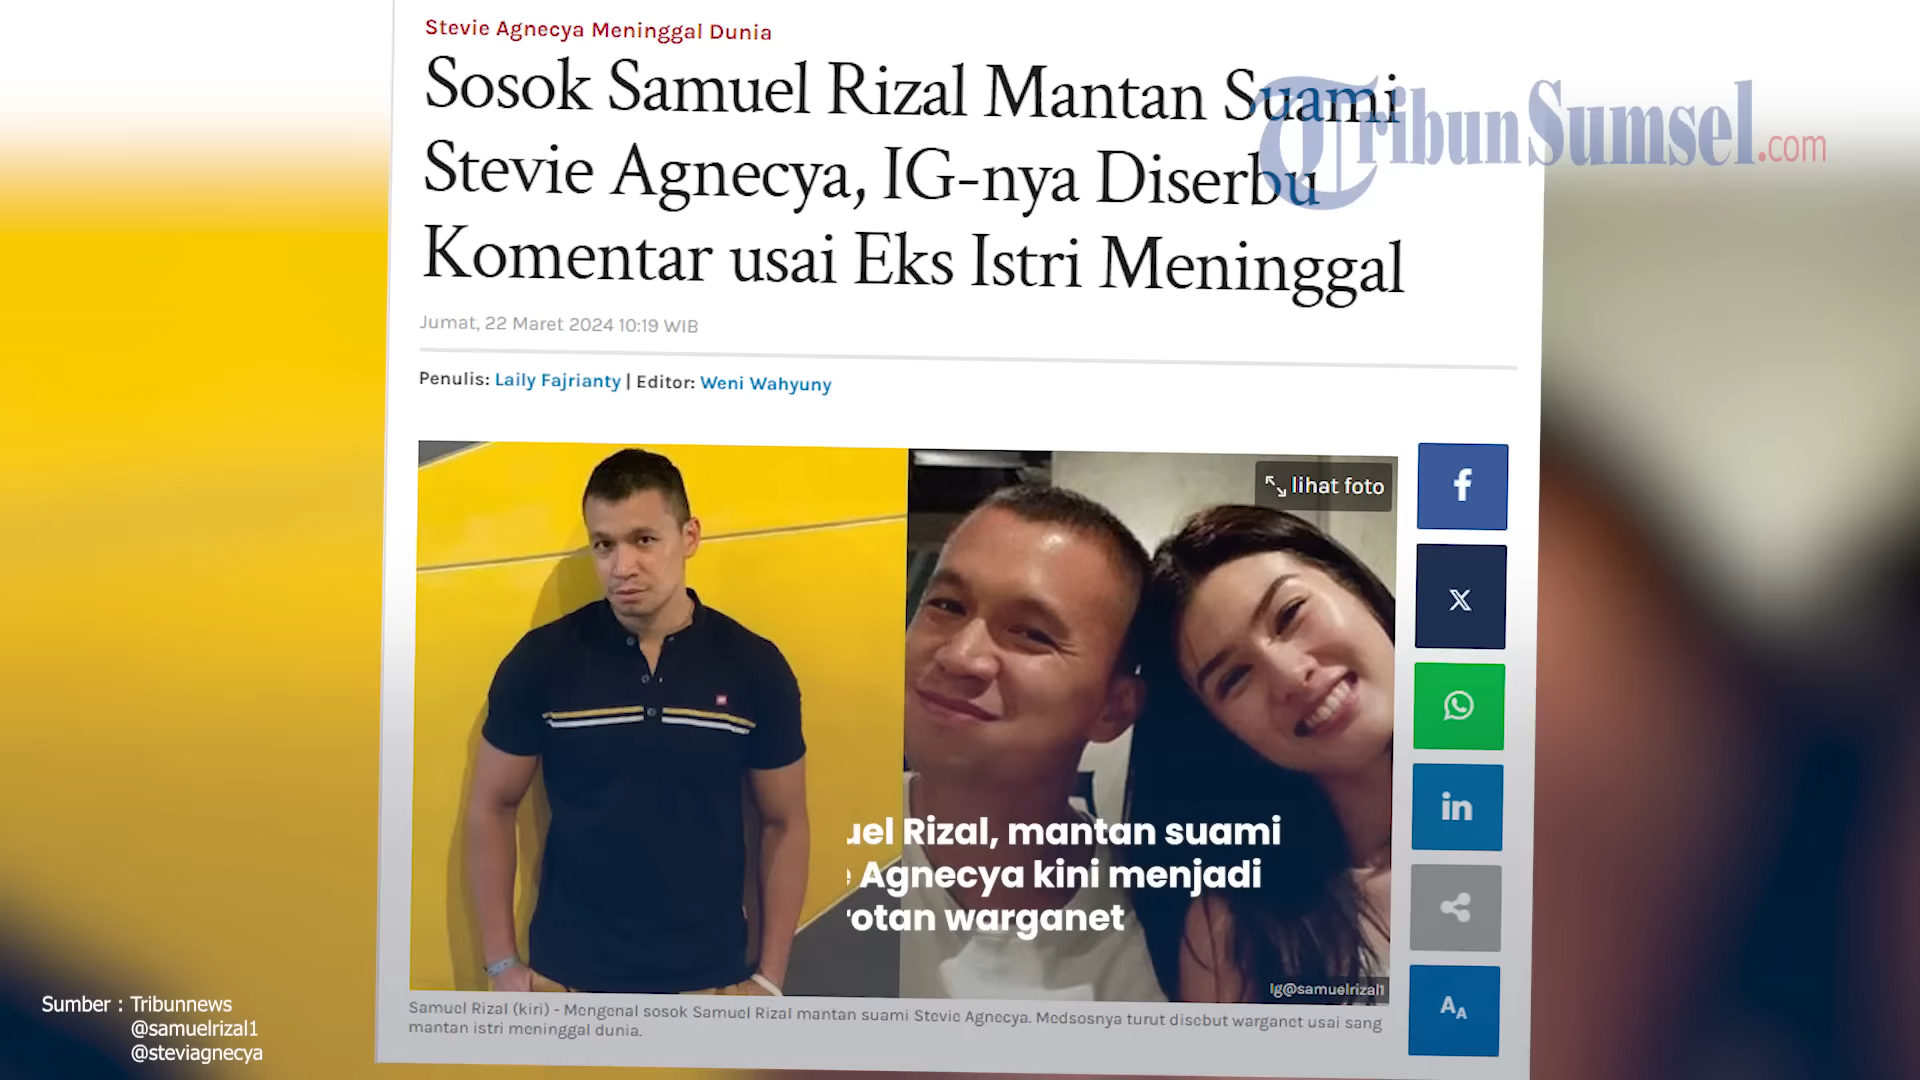 Stevie Agnecya Meninggal Dunia
Sosok Samuel Rizal Mantan Suami
Stevie Agnecya, IG-nya Diserbu
Komentar usai Eks Istri Meninggal
TribunSumsel.com
Jumat, 22 Maret 2024 10:19 WIB
Penulis: Laily Fajrianty | Editor: Weni Wahyuny
lihat foto
uel Rizal, mantan suami
Agnecya kini menjadi
rotan warganet
Ig@samuelrizal1
Samuel Rizal (kiri) - Mengenal sosok Samuel Rizal mantan suami Stevie Agnecya. Medsosnya turut disebut warganet usai sang
mantan istri meninggal dunia.
Sumber : Tribunnews
@samuelrizal1
@steviagnecya